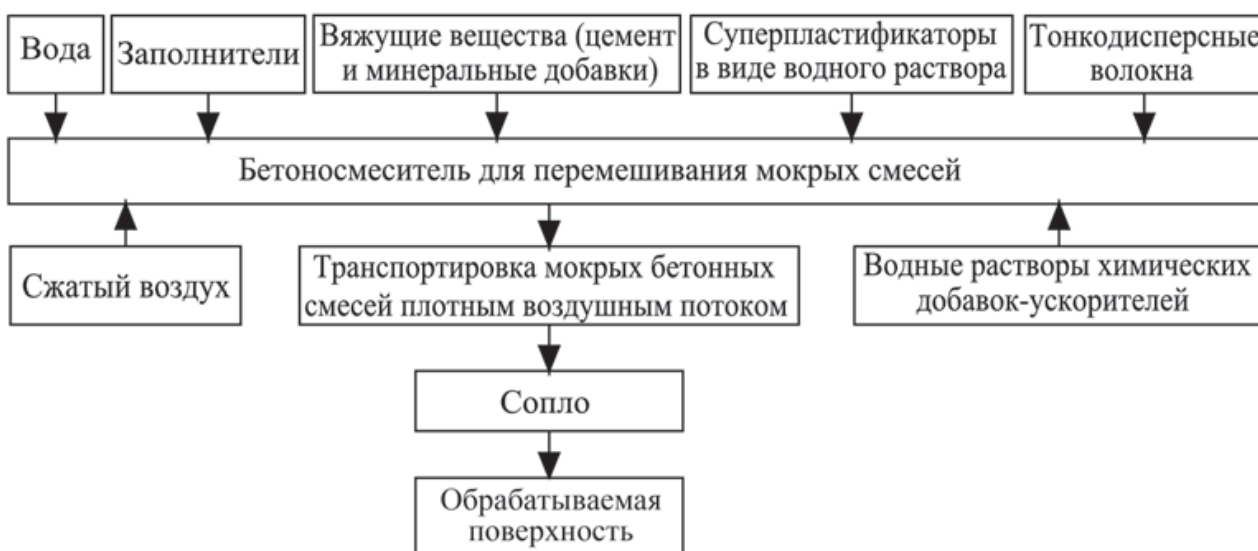 Вода
Заполнители
Вяжущие вещества (цемент
и минеральные добавки)
Суперпластификаторы
в виде водного раствора
Тонкодисперсные
волокна
Бетоносмеситель для перемешивания мокрых смесей
Сжатый воздух
Транспортировка мокрых бетонных
смесей плотным воздушным потоком
Водные растворы химических
добавок-ускорителей
Сопло
Обрабатываемая
поверхность